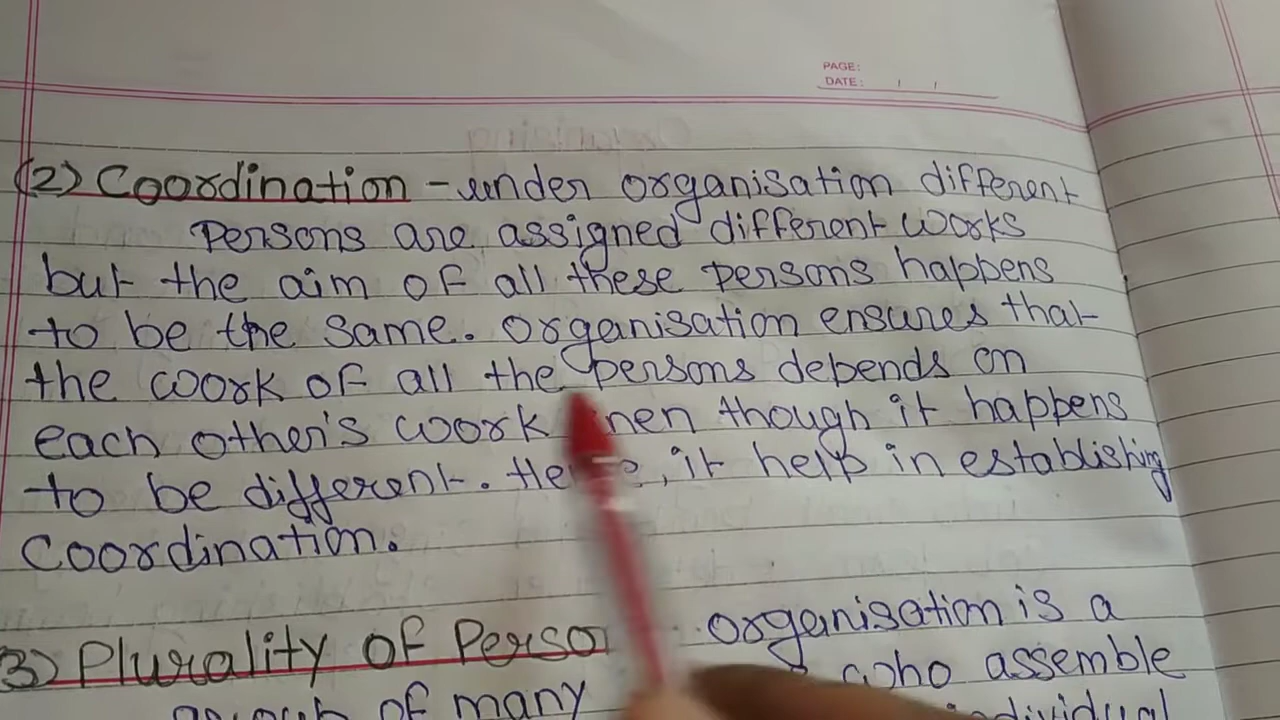 PAGE:
DATE: / /
(2) Coordination - under organisation different
Persons are assigned different works
but the aim of all these persons happens
to be the same. Organisation ensures that
the work of all the persons depends on
each other's work though it happens
to be different. , it help in establishing
Coordination.
3) Plurality of organisation is a
who assemble
of many